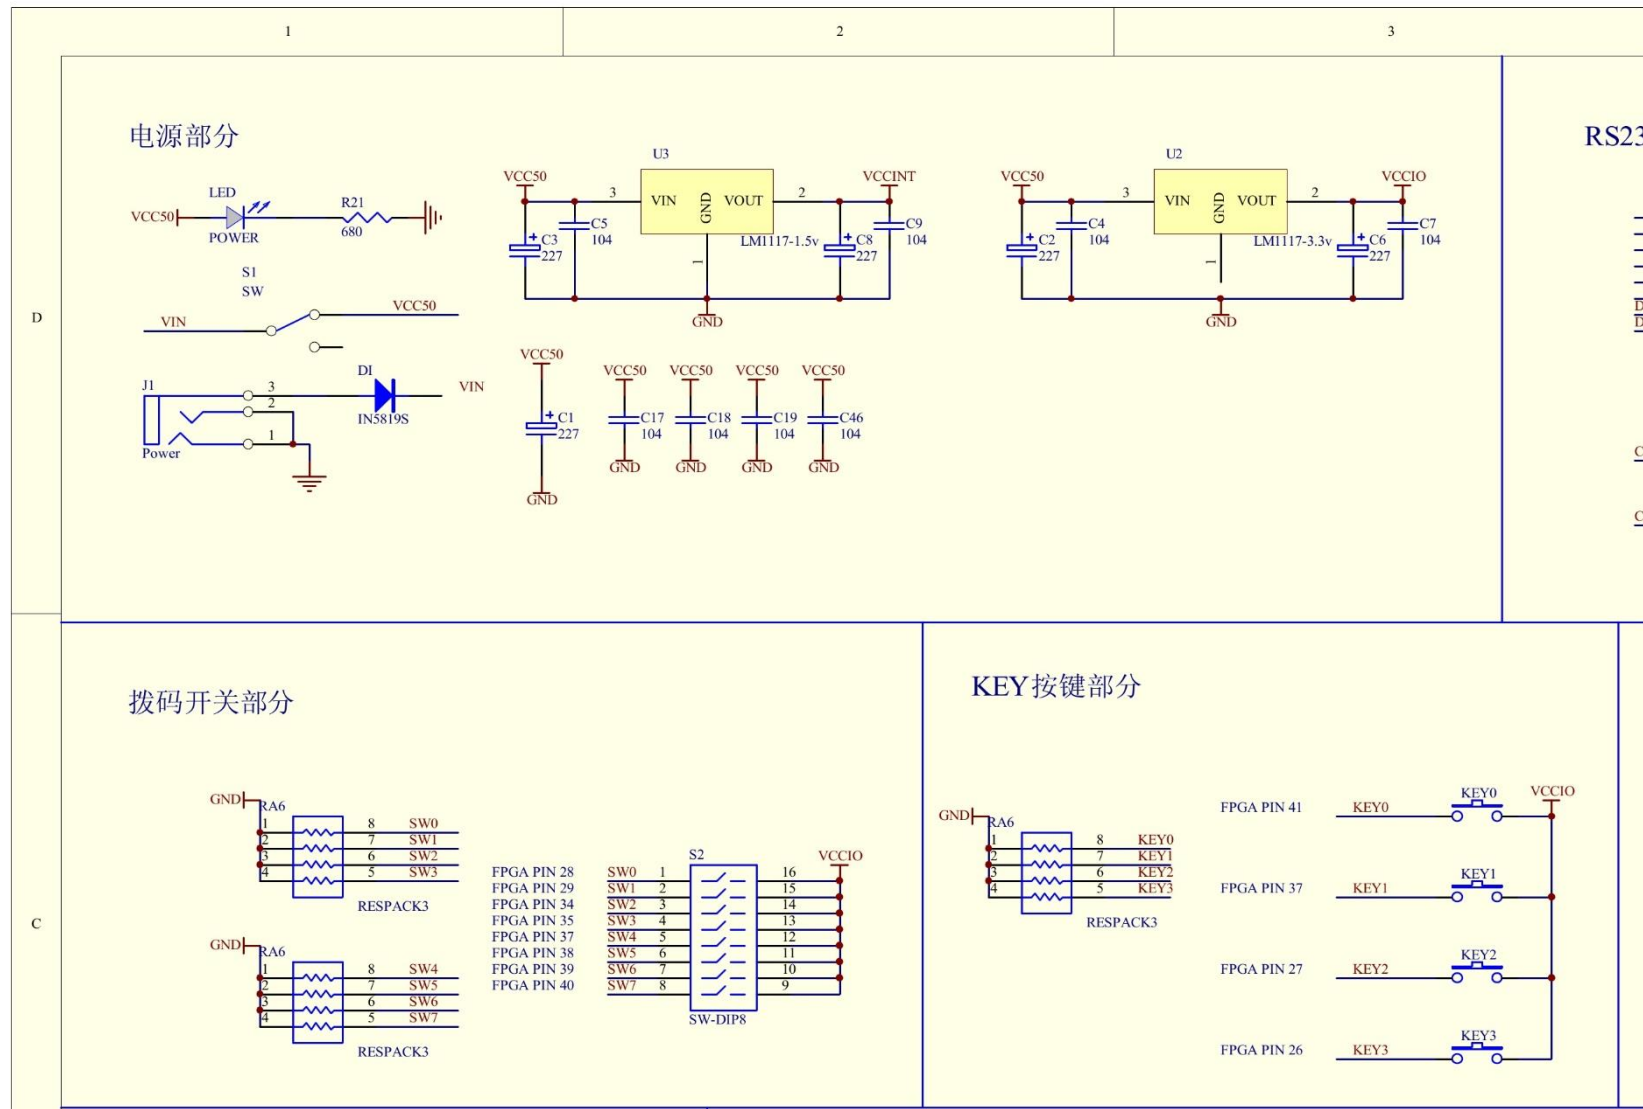 1
2
3
D
C
电源部分
LED
VCC50
POWER
R21
680
S1
SW
VIN
VCC50
J1
3
2
1
Power
DI
IN5819S
VIN
U3
VCC50
3
VIN
GND
VOUT
2
VCCINT
1
LM1117-1.5v
C3
227
C5
104
C8
227
C9
104
GND
U2
VCC50
3
VIN
GND
VOUT
2
VCCIO
1
LM1117-3.3v
C2
227
C4
104
C6
227
C7
104
GND
VCC50
C1
227
GND
VCC50
C17
104
GND
VCC50
C18
104
GND
VCC50
C19
104
GND
VCC50
C46
104
GND
RS23
D
D
C
C
拨码开关部分
GND
RA6
1 8 SW0
2 7 SW1
3 6 SW2
4 5 SW3
RESPACK3
GND
RA6
1 8 SW4
2 7 SW5
3 6 SW6
4 5 SW7
RESPACK3
S2
VCCIO
FPGA PIN 28 SW0 1 16
FPGA PIN 29 SW1 2 15
FPGA PIN 34 SW2 3 14
FPGA PIN 35 SW3 4 13
FPGA PIN 37 SW4 5 12
FPGA PIN 38 SW5 6 11
FPGA PIN 39 SW6 7 10
FPGA PIN 40 SW7 8 9
SW-DIP8
KEY按键部分
GND
RA6
1 8 KEY0
2 7 KEY1
3 6 KEY2
4 5 KEY3
RESPACK3
VCCIO
FPGA PIN 41 KEY0 KEY0
FPGA PIN 37 KEY1 KEY1
FPGA PIN 27 KEY2 KEY2
FPGA PIN 26 KEY3 KEY3